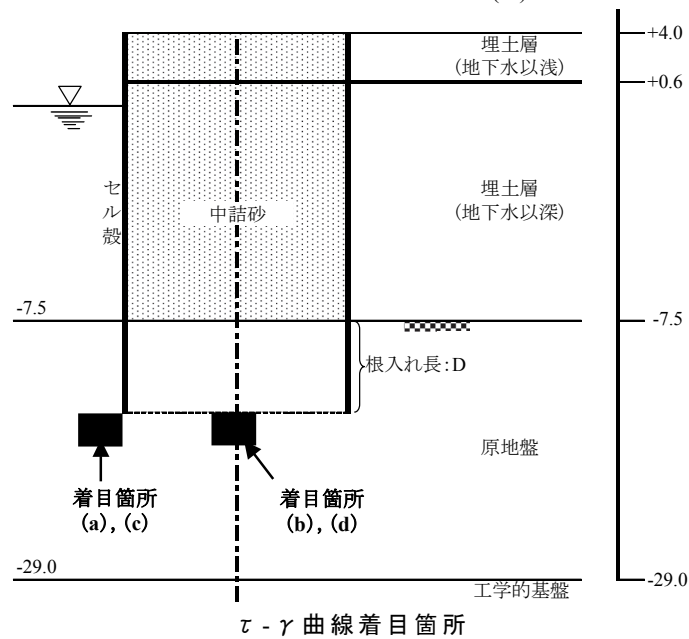 +4.0
埋土層
(地下水以浅)
+0.6
セル殻
中詰砂
埋土層
(地下水以深)
-7.5
-7.5
根入れ長:D
原地盤
着目箇所
(a), (c)
着目箇所
(b), (d)
-29.0
-29.0
工学的基盤
τ - γ 曲線着目箇所